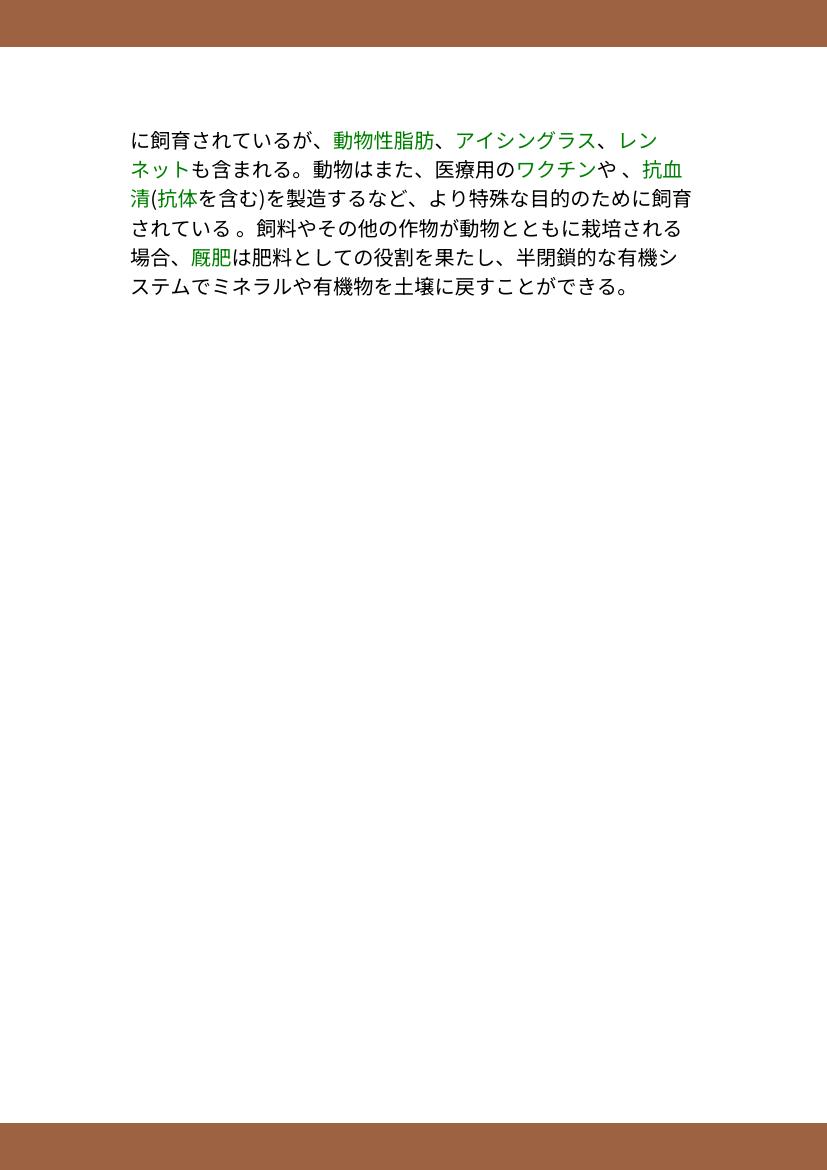 に飼育されているが、動物性脂肪、アイシングラス、レン
ネットも含まれる。動物はまた、医療用のワクチンや 、抗血
清(抗体を含む)を製造するなど、より特殊な目的のために飼育
されている 。飼料やその他の作物が動物とともに栽培される
場合、厩肥は肥料としての役割を果たし、半閉鎖的な有機シ
ステムでミネラルや有機物を土壌に戻すことができる。